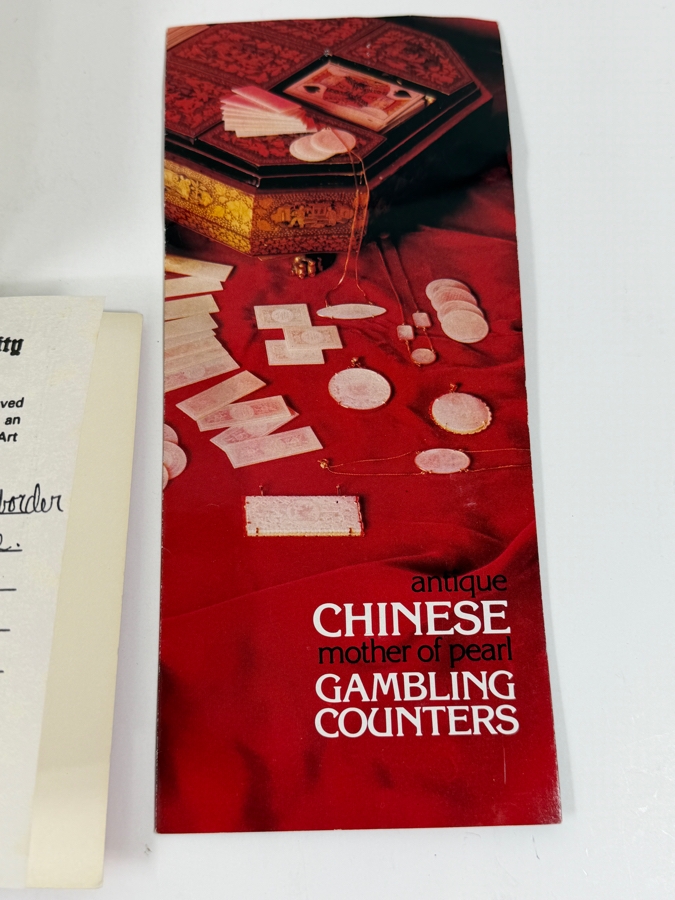 ved
an
Art
border
antique
CHINESE
mother of pearl
GAMBLING
COUNTERS